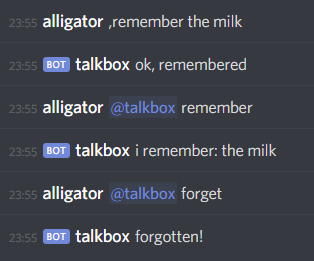 23:55 alligator ,remember the milk
23:55 BOT talkbox ok, remembered
23:55 alligator @talkbox remember
23:55 BOT talkbox i remember: the milk
23:55 alligator @talkbox forget
23:55 BOT talkbox forgotten!